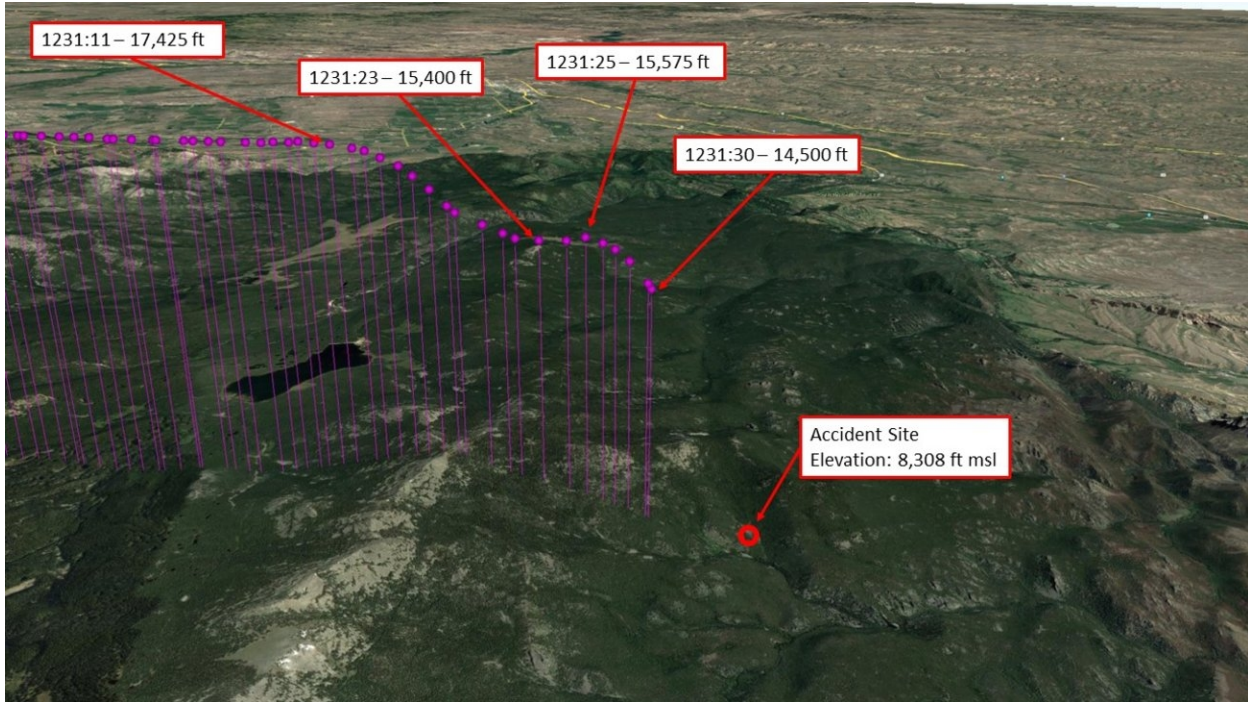 1231:11 – 17,425 ft
1231:23 – 15,400 ft
1231:25 – 15,575 ft
1231:30 – 14,500 ft
Accident Site
Elevation: 8,308 ft msl